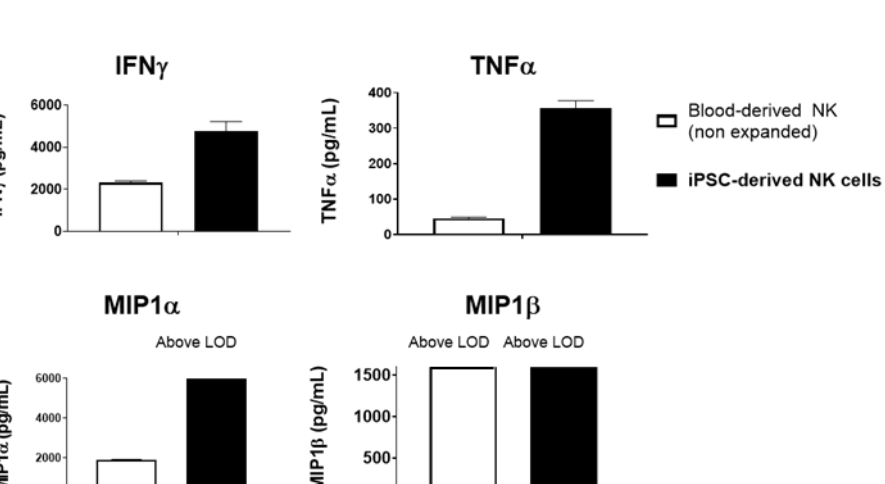 IFNγ
6000
4000
2000
0
TNFα
TNFα (pg/mL)
400
300
200
100
0
Blood-derived NK
(non expanded)
iPSC-derived NK cells
MIP1α
Above LOD
6000
4000
2000
MIP1β
Above LOD Above LOD
MIP1β (pg/mL)
1500
1000
500